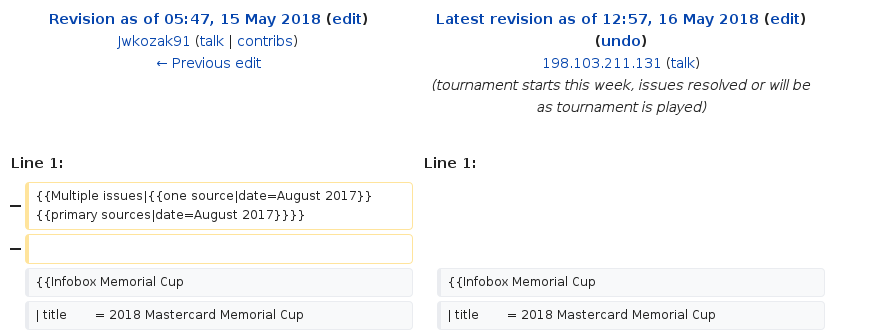 Revision as of 05:47, 15 May 2018 (edit)
Jwkozak91 (talk | contribs)
← Previous edit
Latest revision as of 12:57, 16 May 2018 (edit)
(undo)
198.103.211.131 (talk)
(tournament starts this week, issues resolved or will be
as tournament is played)
Line 1:
Line 1:
− {{Multiple issues|{{one source|date=August 2017}}
{{primary sources|date=August 2017}}}}
−
{{Infobox Memorial Cup
{{Infobox Memorial Cup
| title = 2018 Mastercard Memorial Cup
| title = 2018 Mastercard Memorial Cup